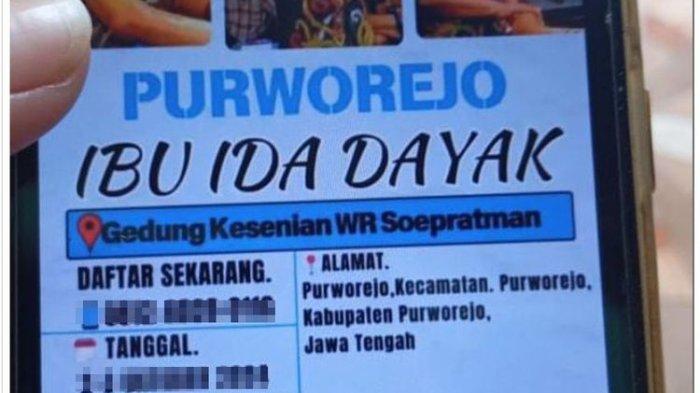 PURWOREJO
IBU IDA DAYAK
Gedung Kesenian WR Soepratman
DAFTAR SEKARANG.
TANGGAL.
ALAMAT.
Purworejo,Kecamatan. Purworejo,
Kabupaten Purworejo,
Jawa Tengah